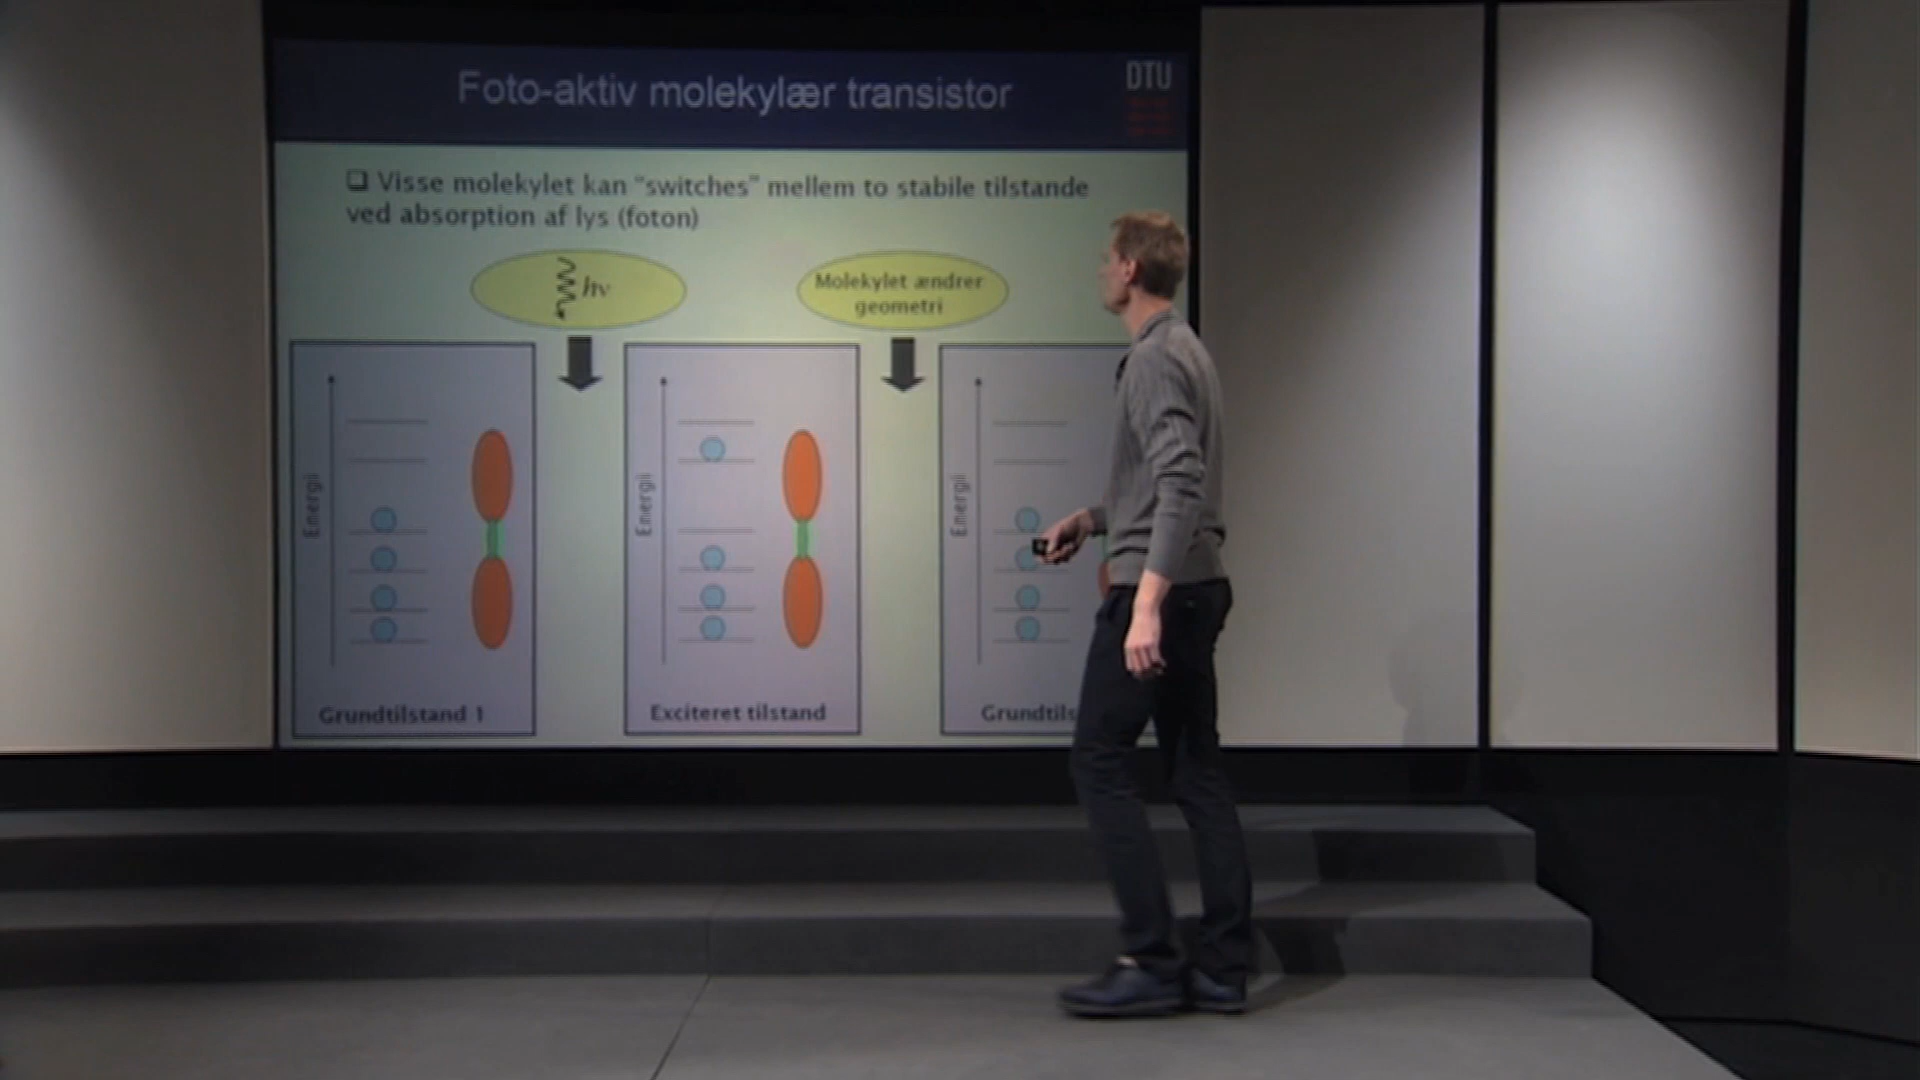 Foto-aktiv molekylær transistor
DTU
❑ Visse molekylet kan "switches" mellem to stabile tilstande
ved absorption af lys (foton)
hν
Molekylet ændrer
geometri
Energi
Energi
Energi
Grundtilstand 1
Exciteret tilstand
Grundtils